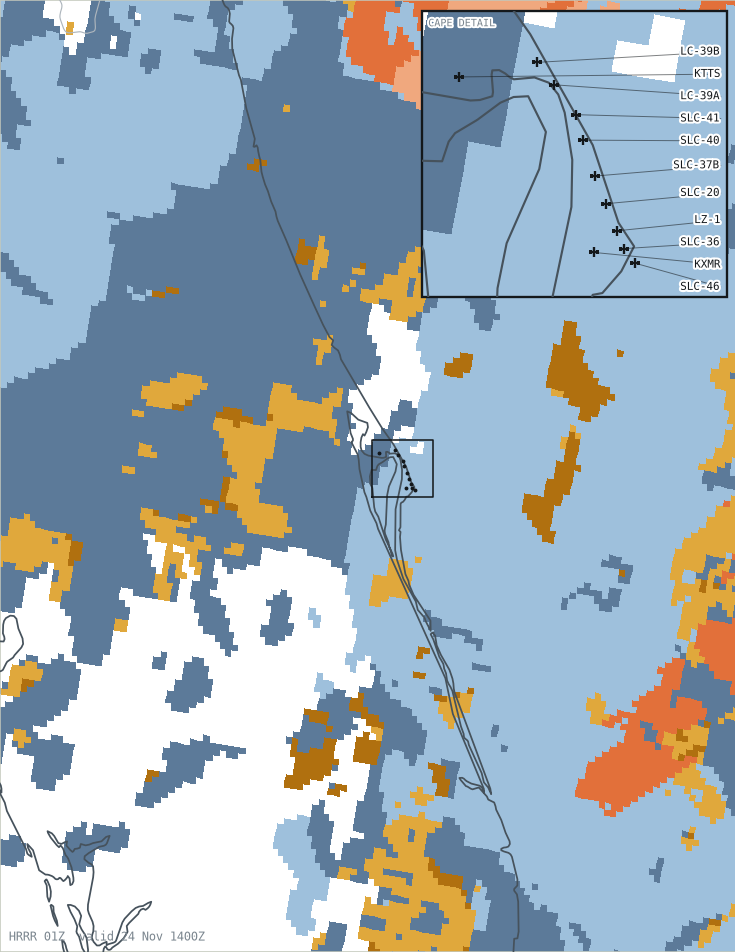 CAPE DETAIL
LC-39B
KTTS
LC-39A
SLC-41
SLC-40
SLC-37B
SLC-20
LZ-1
SLC-36
KXMR
SLC-46
HRRR 01Z  valid 24 Nov 1400Z